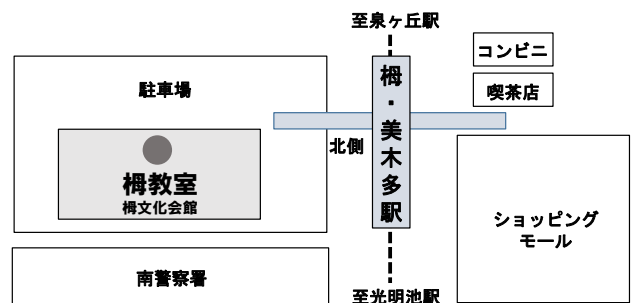 至泉ヶ丘駅
コンビニ
喫茶店
駐車場
栂・美木多駅
北側
栂教室
栂文化会館
ショッピング
モール
南警察署
至光明池駅